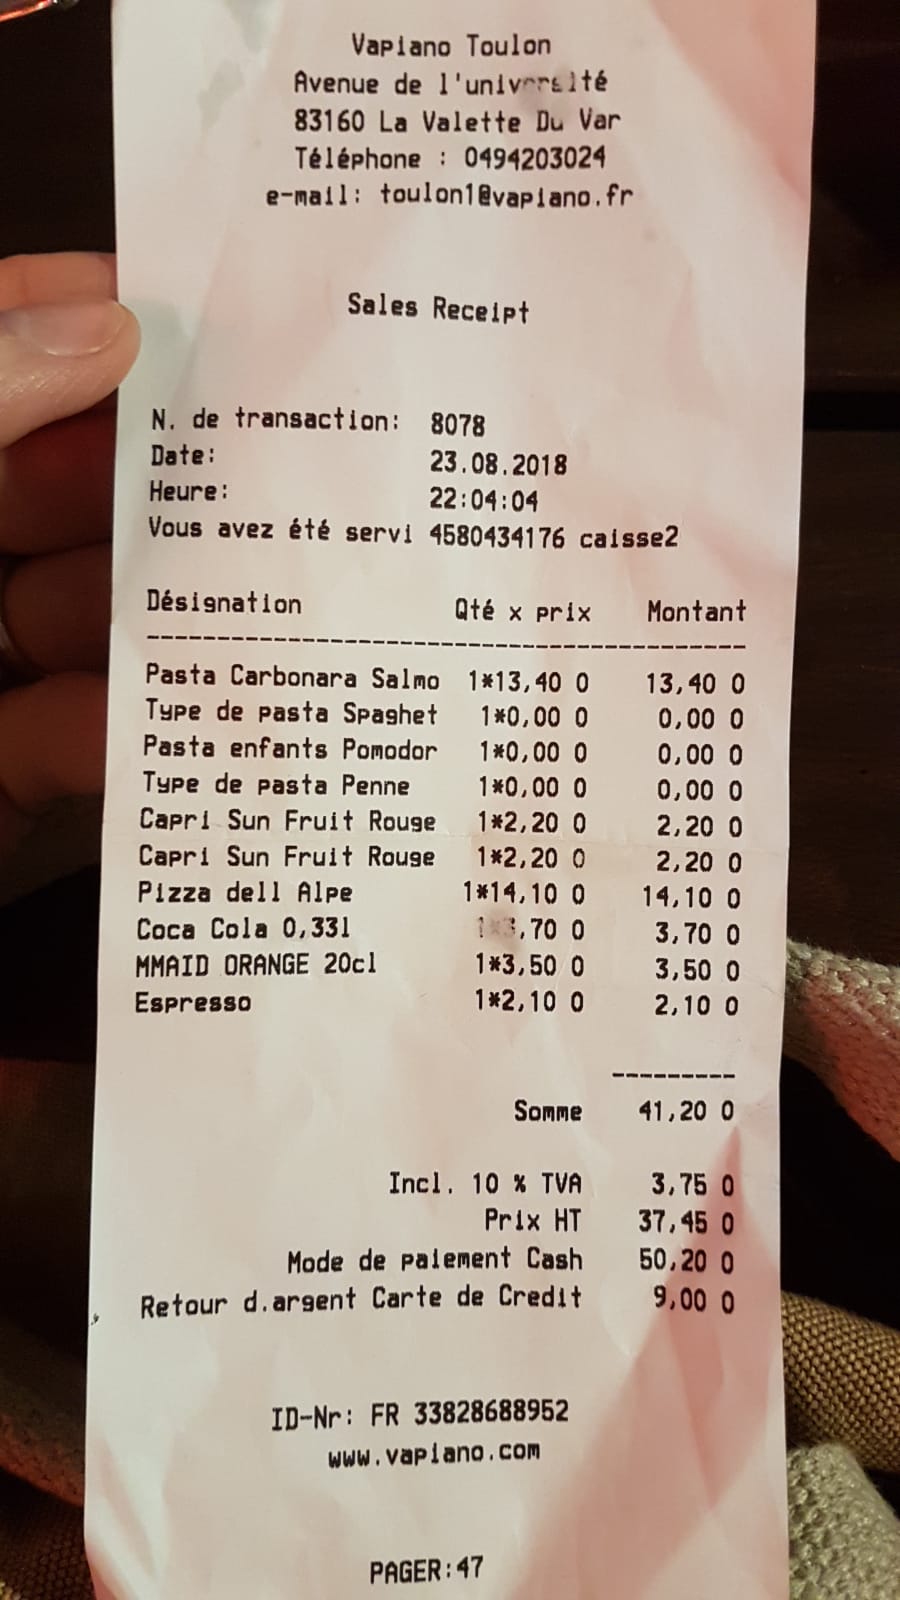 Vapiano Toulon
Avenue de l'université
83160 La Valette Du Var
Téléphone : 0494203024
e-mail: toulon1@vapiano.fr
Sales Receipt
N. de transaction: 8078
Date: 23.08.2018
Heure: 22:04:04
Vous avez été servi 4580434176 caisse2
Désignation Qté x prix Montant
Pasta Carbonara Salmo 1*13,40 0 13,40 0
Type de pasta Spaghet 1*0,00 0 0,00 0
Pasta enfants Pomodor 1*0,00 0 0,00 0
Type de pasta Penne 1*0,00 0 0,00 0
Capri Sun Fruit Rouge 1*2,20 0 2,20 0
Capri Sun Fruit Rouge 1*2,20 0 2,20 0
Pizza dell Alpe 1*14,10 0 14,10 0
Coca Cola 0,33l 1*3,70 0 3,70 0
MMAID ORANGE 20cl 1*3,50 0 3,50 0
Espresso 1*2,10 0 2,10 0
Somme 41,20 0
Incl. 10 % TVA 3,75 0
Prix HT 37,45 0
Mode de paiement Cash 50,20 0
Retour d.argent Carte de Credit 9,00 0
ID-Nr: FR 33828688952
www.vapiano.com
PAGER:47